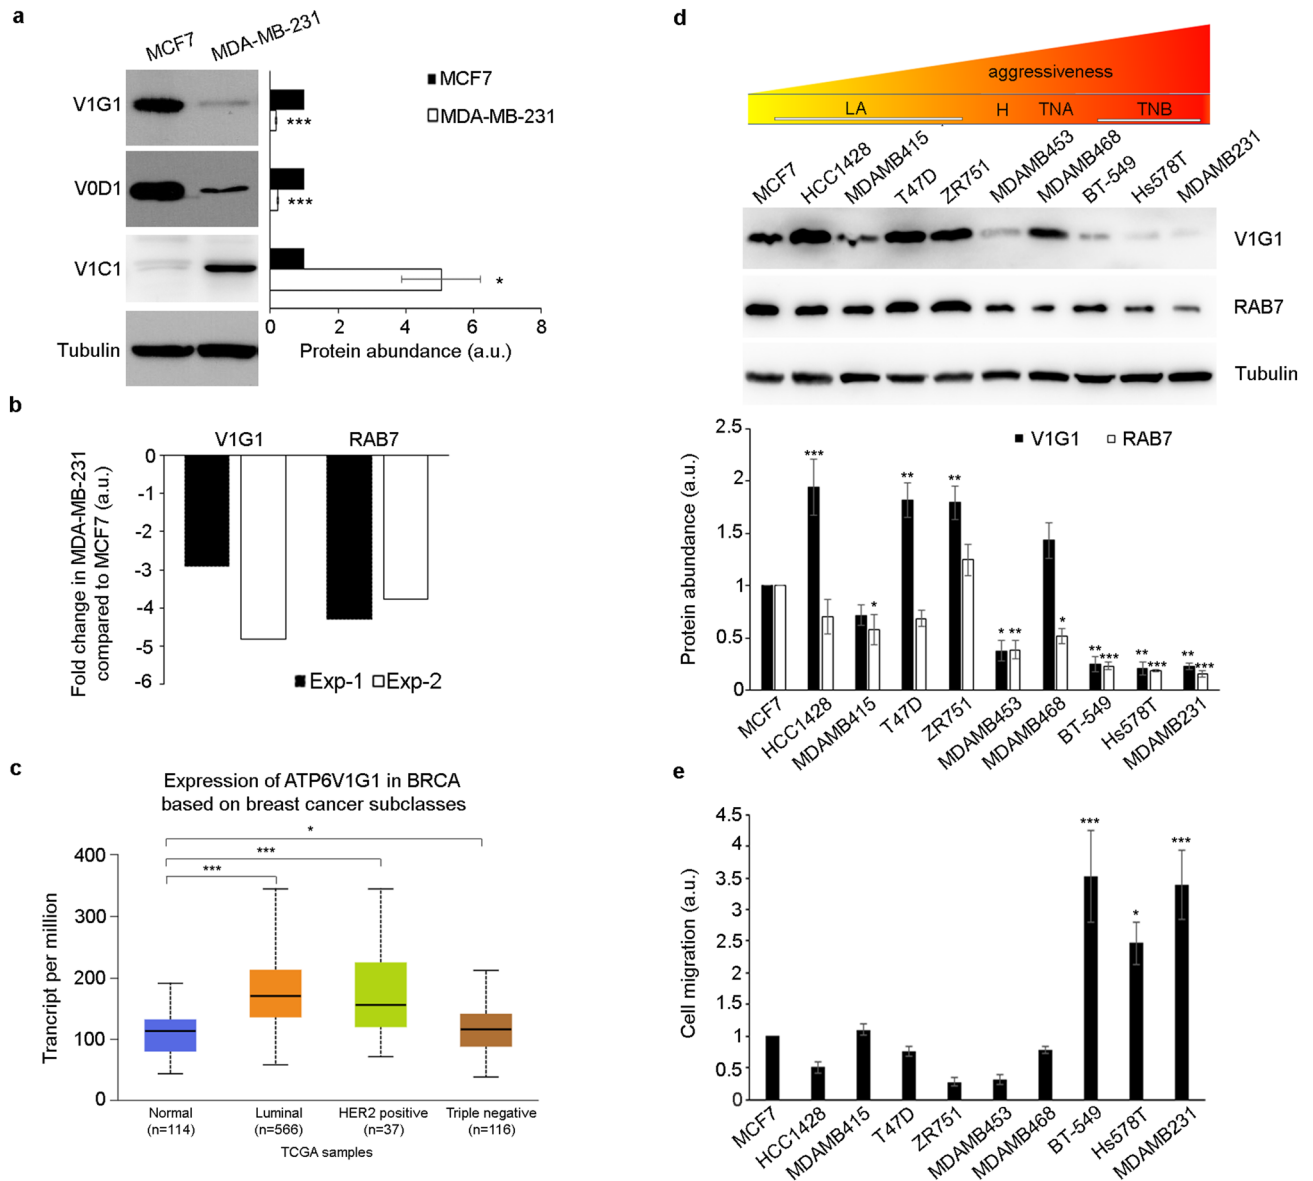 a
MCF7
MDA-MB-231
V1G1
V0D1
V1C1
Tubulin
MCF7
MDA-MB-231
***
***
*
0 2 4 6 8
Protein abundance (a.u.)
b
V1G1 RAB7
0
-1
-2
-3
-4
-5
-6
Fold change in MDA-MB-231
compared to MCF7 (a.u.)
Exp-1 Exp-2
c
Expression of ATP6V1G1 in BRCA
based on breast cancer subclasses
*
***
***
400
300
200
100
0
Trancript per million
Normal Luminal HER2 positive Triple negative
(n=114) (n=566) (n=37) (n=116)
TCGA samples
d
aggressiveness
LA H TNA TNB
MCF7 HCC1428 MDAMB415 T47D ZR751 MDAMB453 MDAMB468 BT-549 Hs578T MDAMB231
V1G1
RAB7
Tubulin
V1G1 RAB7
2.5
2
1.5
1
0.5
0
Protein abundance (a.u.)
*** * ** ** * ** * ** *** ** *** ** ***
MCF7 HCC1428 MDAMB415 T47D ZR751 MDAMB453 MDAMB468 BT-549 Hs578T MDAMB231
e
4.5
4
3.5
3
2.5
2
1.5
1
0.5
0
Cell migration (a.u.)
*** * ***
MCF7 HCC1428 MDAMB415 T47D ZR751 MDAMB453 MDAMB468 BT-549 Hs578T MDAMB231